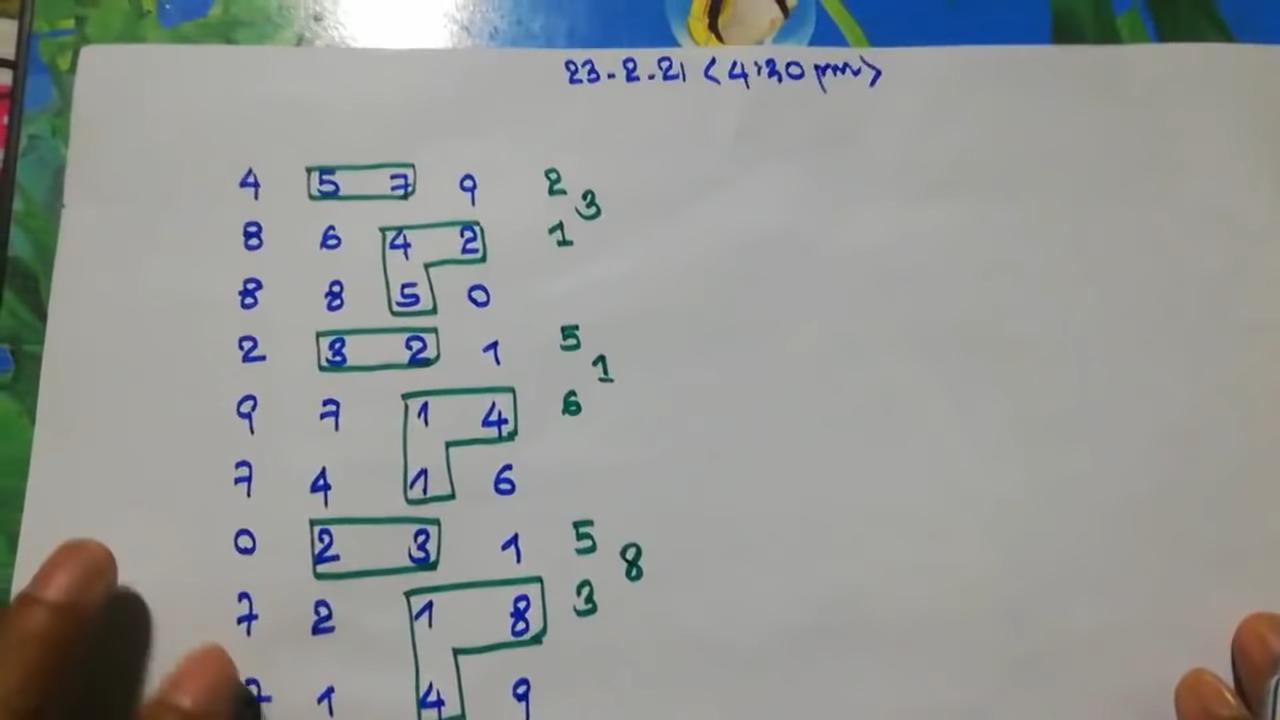 23.2.21 (4:30 pm)
4 5 7 9 2
3
8 6 4 2 1
8 8 5 0
2 3 2 1 5
1
9 7 1 4 6
7 4 1 6
0 2 3 1 5
8
7 2 1 8 3
1 4 9